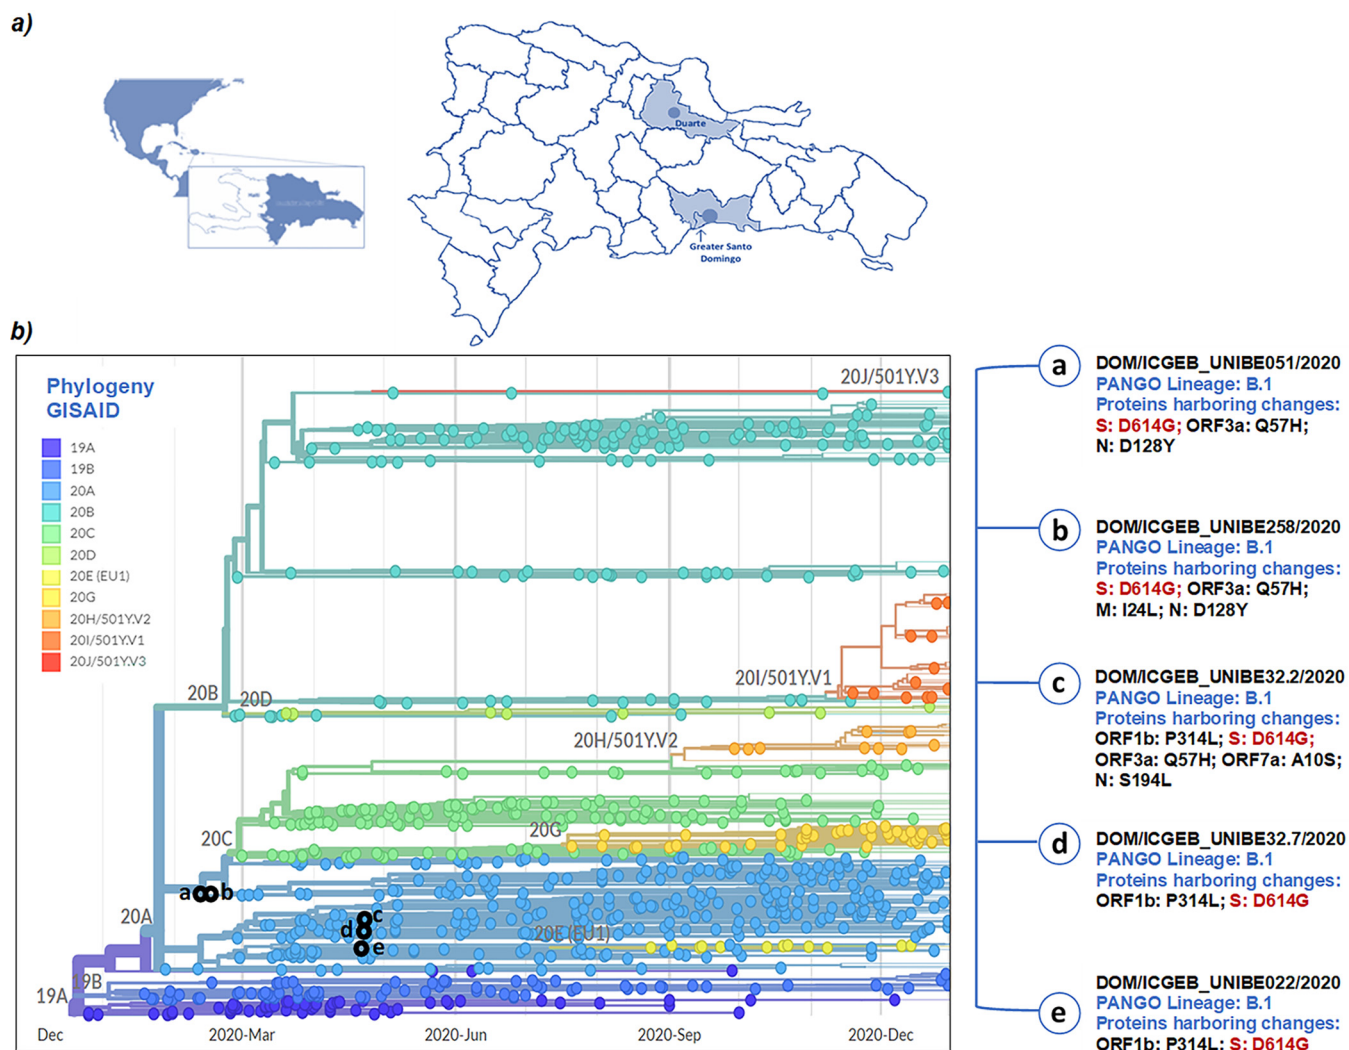 a)
Duarte
Greater Santo
Domingo
b)
Phylogeny
GISAID
19A
19B
20A
20B
20C
20D
20E (EU1)
20G
20H/501Y.V2
20I/501Y.V1
20J/501Y.V3
20J/501Y.V3
20I/501Y.V1
20B
20D
20H/501Y.V2
20G
20C
a
b
20A
c
d
20E (EU1)
e
19B
19A
Dec
2020-Mar
2020-Jun
2020-Sep
2020-Dec
a
DOM/ICGEB_UNIBE051/2020
PANGO Lineage: B.1
Proteins harboring changes:
S: D614G; ORF3a: Q57H;
N: D128Y
b
DOM/ICGEB_UNIBE258/2020
PANGO Lineage: B.1
Proteins harboring changes:
S: D614G; ORF3a: Q57H;
M: I24L; N: D128Y
c
DOM/ICGEB_UNIBE32.2/2020
PANGO Lineage: B.1
Proteins harboring changes:
ORF1b: P314L; S: D614G;
ORF3a: Q57H; ORF7a: A10S;
N: S194L
d
DOM/ICGEB_UNIBE32.7/2020
PANGO Lineage: B.1
Proteins harboring changes:
ORF1b: P314L; S: D614G
e
DOM/ICGEB_UNIBE022/2020
PANGO Lineage: B.1
Proteins harboring changes:
ORF1b: P314L; S: D614G